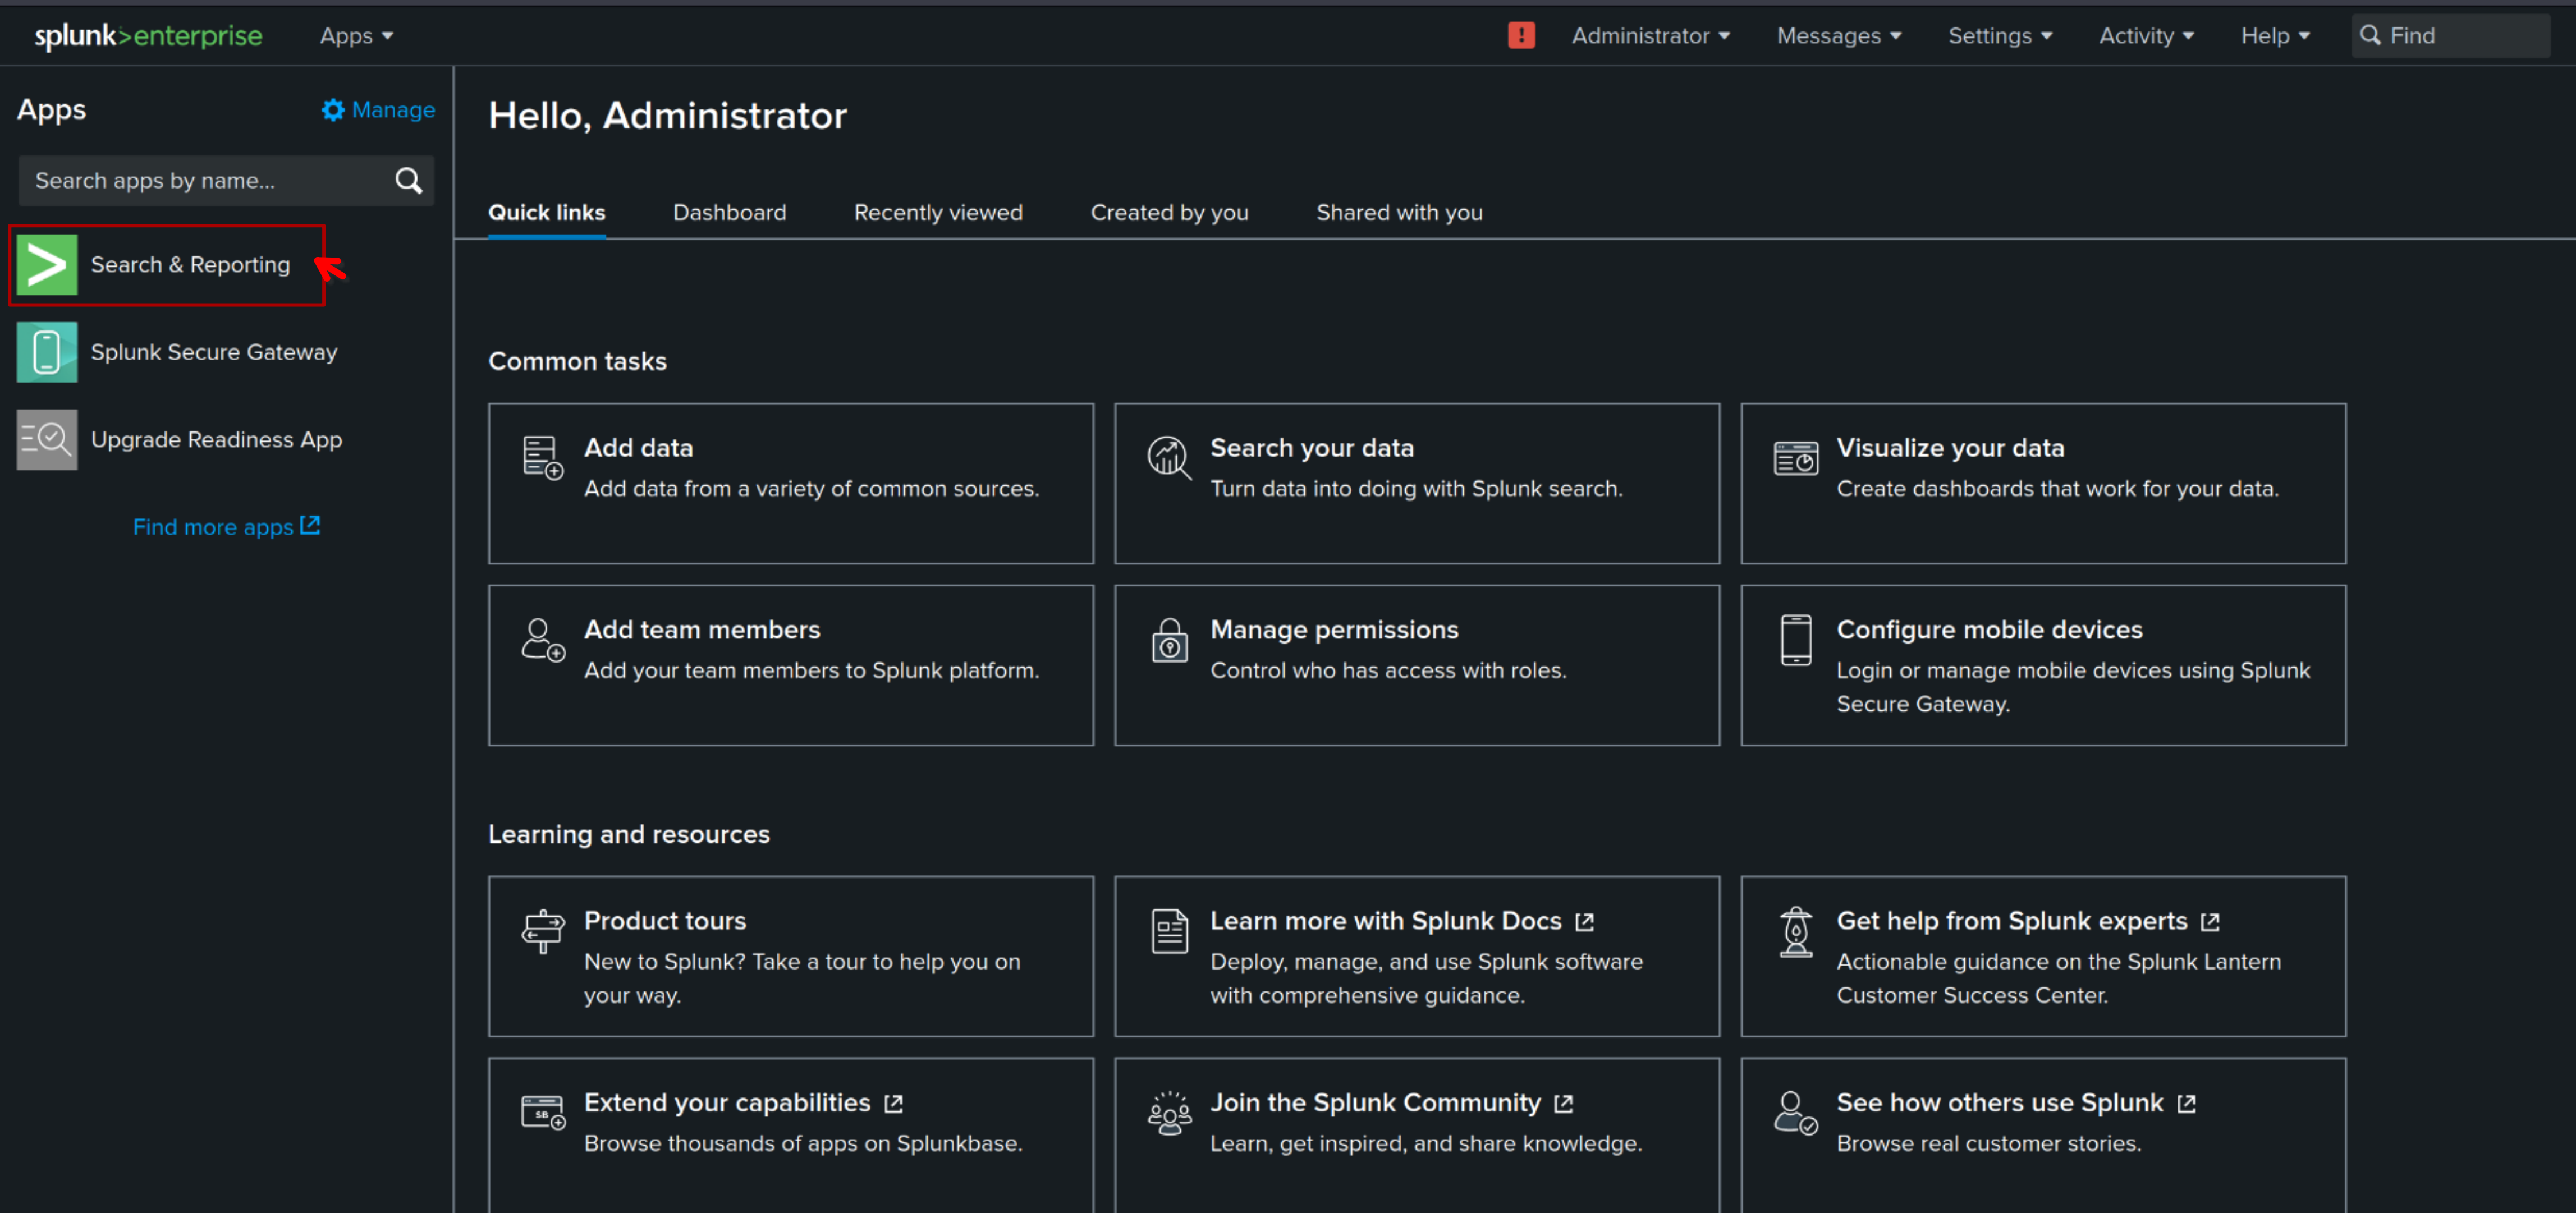 splunk>enterprise Apps Administrator Messages Settings Activity Help Find
Apps Manage
Search apps by name...
Search & Reporting
Splunk Secure Gateway
Upgrade Readiness App
Find more apps
Hello, Administrator
Quick links Dashboard Recently viewed Created by you Shared with you
Common tasks
Add data
Add data from a variety of common sources.
Search your data
Turn data into doing with Splunk search.
Visualize your data
Create dashboards that work for your data.
Add team members
Add your team members to Splunk platform.
Manage permissions
Control who has access with roles.
Configure mobile devices
Login or manage mobile devices using Splunk
Secure Gateway.
Learning and resources
Product tours
New to Splunk? Take a tour to help you on
your way.
Learn more with Splunk Docs
Deploy, manage, and use Splunk software
with comprehensive guidance.
Get help from Splunk experts
Actionable guidance on the Splunk Lantern
Customer Success Center.
SB
Extend your capabilities
Browse thousands of apps on Splunkbase.
Join the Splunk Community
Learn, get inspired, and share knowledge.
See how others use Splunk
Browse real customer stories.